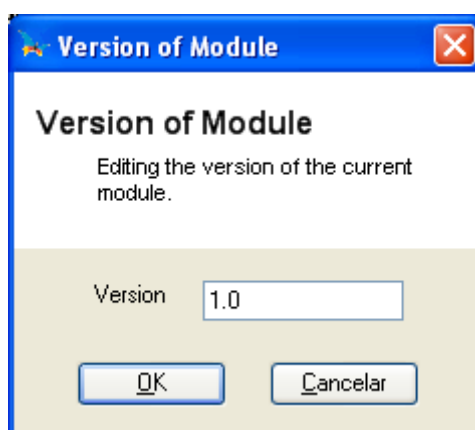 Version of Module
Version of Module
Editing the version of the current
module.
Version 1.0
OK Cancelar